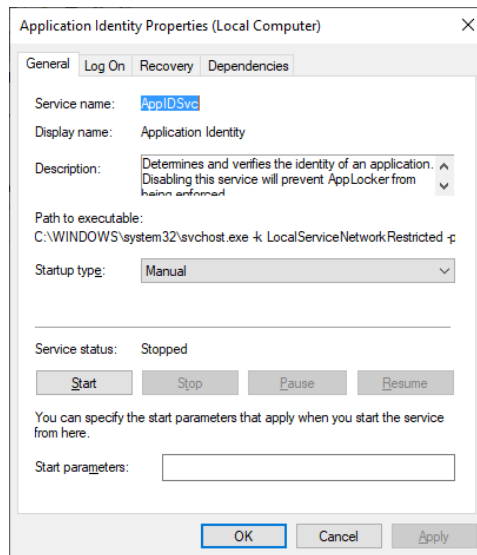 Application Identity Properties (Local Computer)
General Log On Recovery Dependencies
Service name: AppIDSvc
Display name: Application Identity
Description: Determines and verifies the identity of an application.
Disabling this service will prevent AppLocker from
being enforced
Path to executable:
C:\WINDOWS\system32\svchost.exe -k LocalServiceNetworkRestricted -p
Startup type: Manual
Service status: Stopped
Start Stop Pause Resume
You can specify the start parameters that apply when you start the service
from here.
Start parameters:
OK Cancel Apply